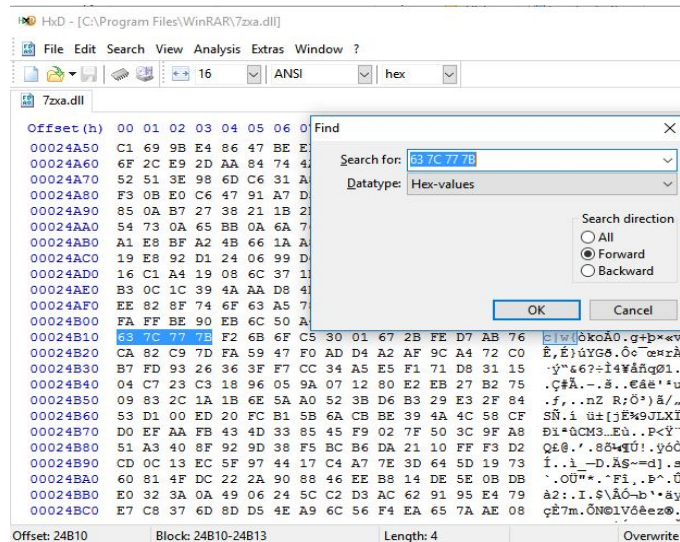 HxD - [C:\Program Files\WinRAR\7zxa.dll]
File Edit Search View Analysis Extras Window ?
16 ANSI hex
7zxa.dll
Offset(h) 00 01 02 03 04 05 06
Find
Search for: 63 7C 77 7B
Datatype: Hex-values
Search direction
All
Forward
Backward
OK Cancel
00024A50 C1 69 9B E4 86 47 BE
00024A60 6F 2C E9 2D AA 84 74
00024A70 52 51 3E 98 6D C6 31
00024A80 F3 0B E0 C6 47 91 A7
00024A90 85 0A B7 27 38 21 1B
00024AA0 54 73 0A 65 BB 0A 6A
00024AB0 A1 E8 BF A2 4B 66 1A
00024AC0 19 E8 92 D1 24 06 99
00024AD0 16 C1 A4 19 08 6C 37
00024AE0 B3 0C 1C 39 4A AA D8
00024AF0 EE 82 8F 74 6F 63 A5
00024B00 FA FF BE 90 EB 6C 50
00024B10 63 7C 77 7B F2 6B 6F C5 30 01 67 2B FE D7 AB 76 c|w{òkoÅ0.g+þ×«v
00024B20 CA 82 C9 7D FA 59 47 F0 AD D4 A2 AF 9C A4 72 C0
00024B30 B7 FD 93 26 36 3F F7 CC 34 A5 E5 F1 71 D8 31 15
00024B40 04 C7 23 C3 18 96 05 9A 07 12 80 E2 EB 27 B2 75
00024B50 09 83 2C 1A 1B 6E 5A A0 52 3B D6 B3 29 E3 2F 84
00024B60 53 D1 00 ED 20 FC B1 5B 6A CB BE 39 4A 4C 58 CF
00024B70 D0 EF AA FB 43 4D 33 85 45 F9 02 7F 50 3C 9F A8
00024B80 51 A3 40 8F 92 9D 38 F5 BC B6 DA 21 10 FF F3 D2
00024B90 CD 0C 13 EC 5F 97 44 17 C4 A7 7E 3D 64 5D 19 73
00024BA0 60 81 4F DC 22 2A 90 88 46 EE B8 14 DE 5E 0B DB
00024BB0 E0 32 3A 0A 49 06 24 5C C2 D3 AC 62 91 95 E4 79
00024BC0 E7 C8 37 6D 8D D5 4E A9 6C 56 F4 EA 65 7A AE 08
Offset: 24B10 Block: 24B10-24B13 Length: 4 Overwrite